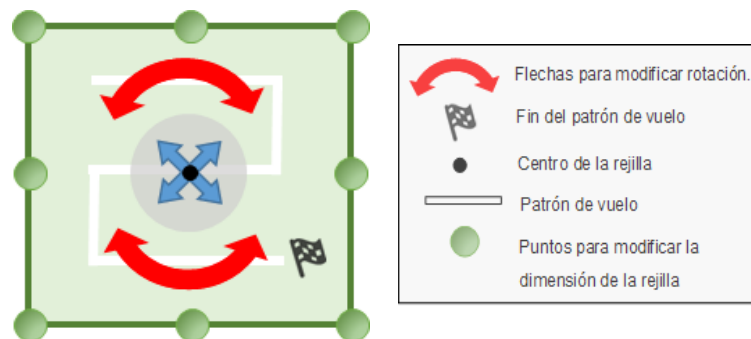 Flechas para modificar rotación.
Fin del patrón de vuelo
Centro de la rejilla
Patrón de vuelo
Puntos para modificar la
dimensión de la rejilla